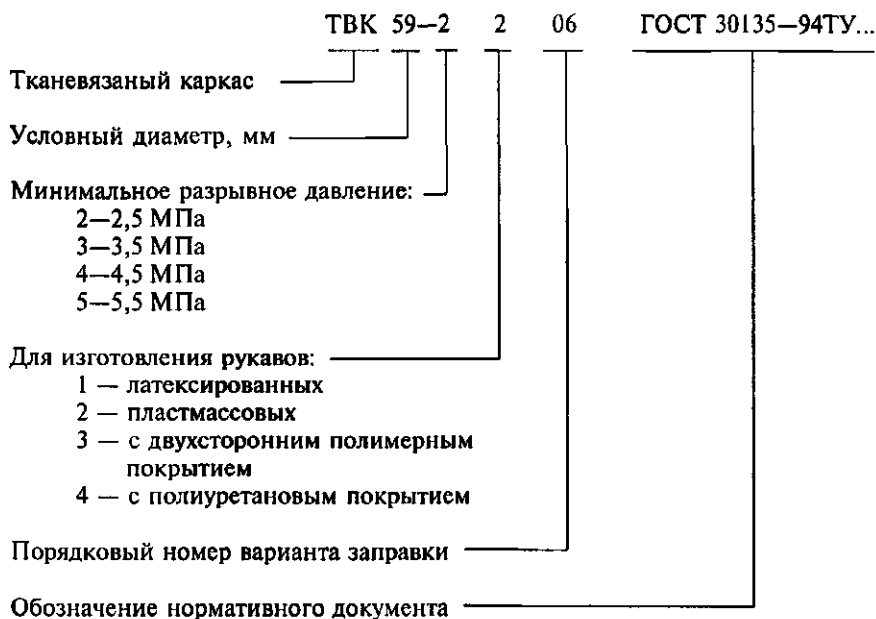 ТВК 59—2 2 06 ГОСТ 30135—94ТУ...
Тканевязаный каркас
Условный диаметр, мм
Минимальное разрывное давление:
2—2,5 МПа
3—3,5 МПа
4—4,5 МПа
5—5,5 МПа
Для изготовления рукавов:
1 — латексированных
2 — пластмассовых
3 — с двухсторонним полимерным
покрытием
4 — с полиуретановым покрытием
Порядковый номер варианта заправки
Обозначение нормативного документа